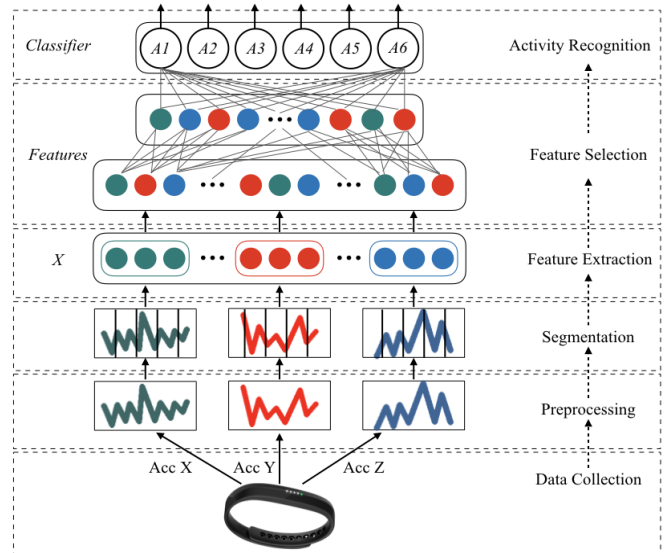 Classifier
A1 A2 A3 A4 A5 A6
Activity Recognition
Features
Feature Selection
X
Feature Extraction
Segmentation
Preprocessing
Acc X Acc Y Acc Z
Data Collection